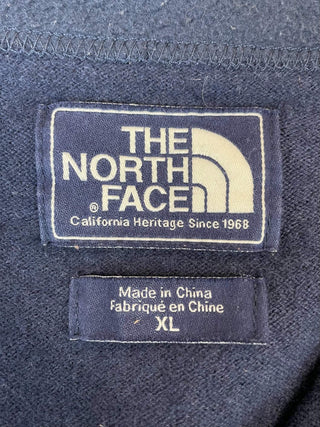 THE
NORTH
FACE
®
California Heritage Since 1968
Made in China
Fabriqué en Chine
XL